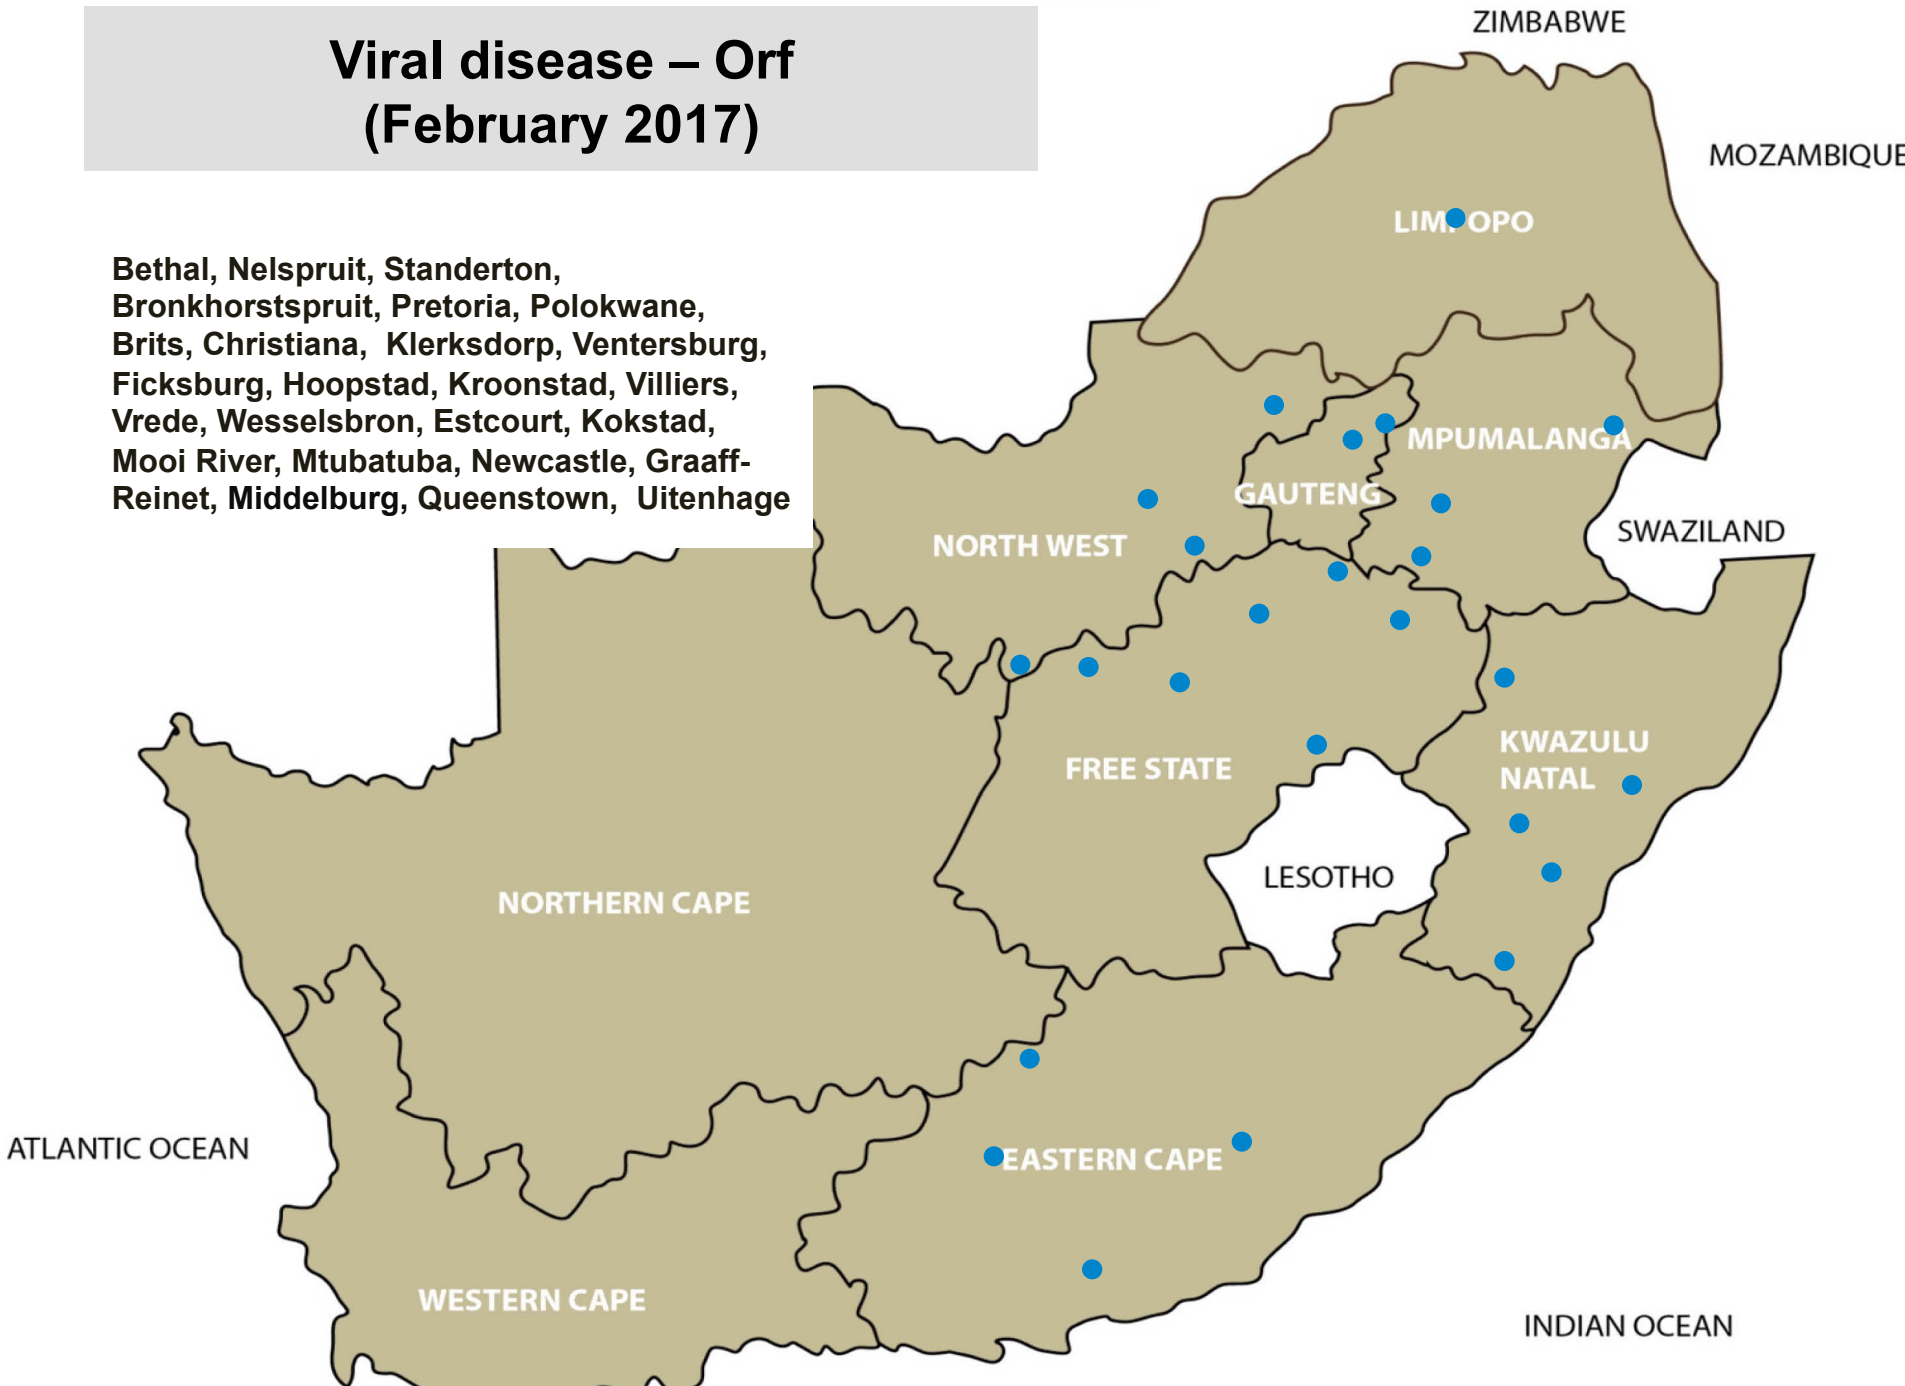 Viral disease – Orf
(February 2017)
Bethal, Nelspruit, Standerton,
Bronkhorstspruit, Pretoria, Polokwane,
Brits, Christiana, Klerksdorp, Ventersburg,
Ficksburg, Hoopstad, Kroonstad, Villiers,
Vrede, Wesselsbron, Estcourt, Kokstad,
Mooi River, Mtubatuba, Newcastle, Graaff-
Reinet, Middelburg, Queenstown, Uitenhage
ZIMBABWE
MOZAMBIQUE
LIMPOPO
MPUMALANGA
GAUTENG
SWAZILAND
NORTH WEST
KWAZULU
NATAL
FREE STATE
LESOTHO
NORTHERN CAPE
ATLANTIC OCEAN
EASTERN CAPE
WESTERN CAPE
INDIAN OCEAN